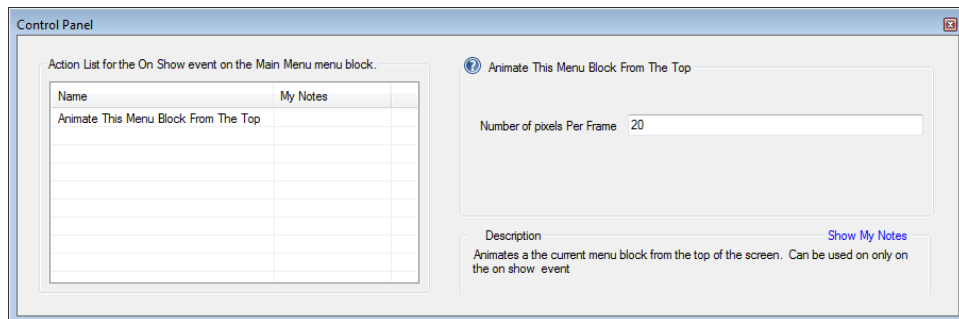 Control Panel
Action List for the On Show event on the Main Menu menu block.
Name My Notes
Animate This Menu Block From The Top
Animate This Menu Block From The Top
Number of pixels Per Frame 20
Description Show My Notes
Animates a the current menu block from the top of the screen. Can be used on only on
the on show event